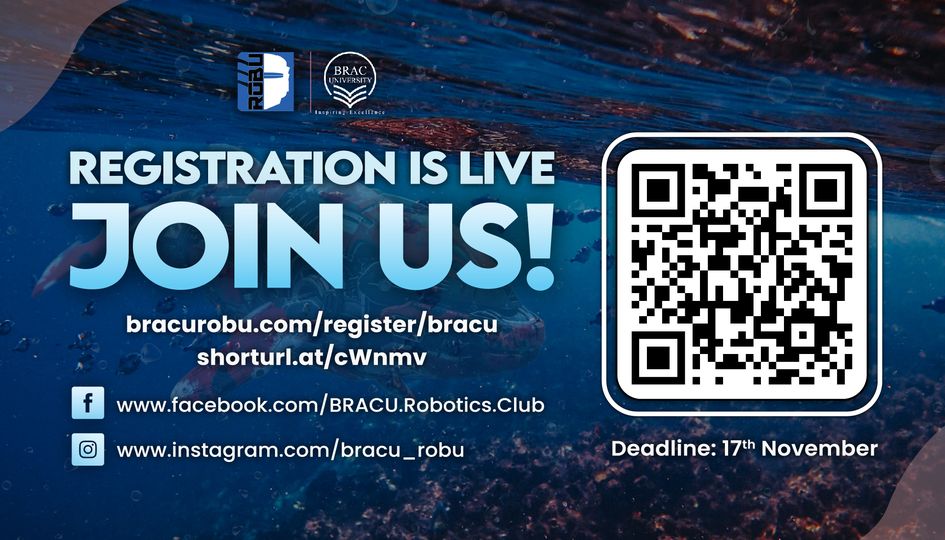 ROBU
BRAC
UNIVERSITY
Inspiring Excellence
REGISTRATION IS LIVE
JOIN US!
bracurobu.com/register/bracu
shorturl.at/cWnmv
www.facebook.com/BRACU.Robotics.Club
www.instagram.com/bracu_robu
Deadline: 17th November